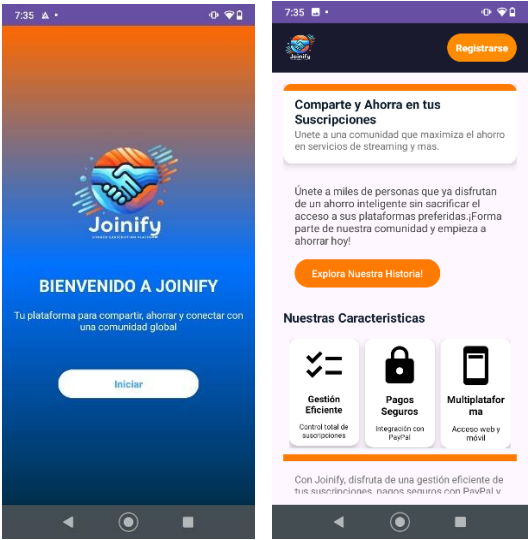 7:35
Joinify
BIENVENIDO A JOINIFY
Tu plataforma para compartir, ahorrar y conectar con
una comunidad global
Iniciar
7:35
Joinify
Registrarse
Comparte y Ahorra en tus
Suscripciones
Unete a una comunidad que maximiza el ahorro
en servicios de streaming y mas.
Únete a miles de personas que ya disfrutan
de un ahorro inteligente sin sacrificar el
acceso a sus plataformas preferidas.¡Forma
parte de nuestra comunidad y empieza a
ahorrar hoy!
Explora Nuestra Historial
Nuestras Caracteristicas
Gestión
Eficiente
Control total de
suscripciones
Pagos
Seguros
Integración con
PayPal
Multiplatafor
ma
Acceso web y
móvil
Con Joinify, disfruta de una gestión eficiente de
tus suscripciones, pagos seguros con PayPal y